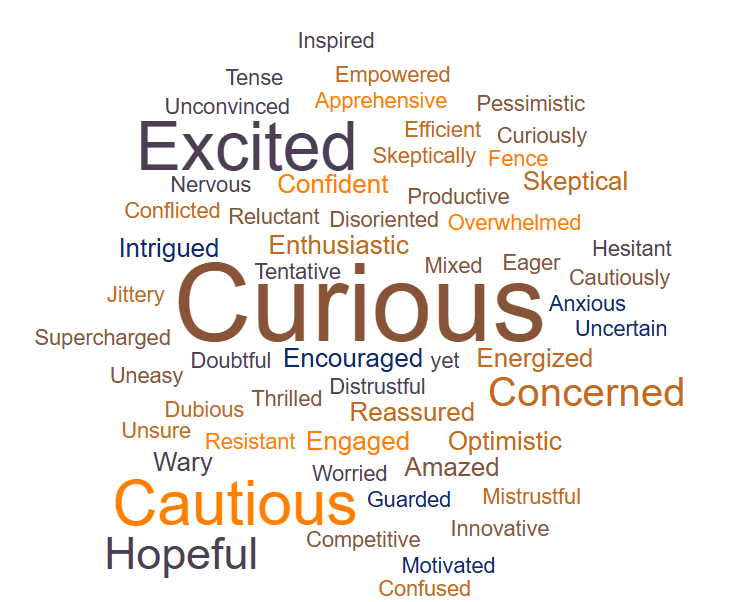 Inspired
Tense
Empowered
Unconvinced
Apprehensive
Pessimistic
Excited
Efficient
Curiously
Skeptically
Fence
Nervous
Confident
Skeptical
Productive
Conflicted
Reluctant
Disoriented
Overwhelmed
Intrigued
Enthusiastic
Hesitant
Tentative
Mixed
Eager
Cautiously
Jittery
Curious
Anxious
Uncertain
Supercharged
Doubtful
Encouraged
yet
Energized
Uneasy
Thrilled
Distrustful
Concerned
Dubious
Reassured
Unsure
Resistant
Engaged
Optimistic
Wary
Worried
Amazed
Cautious
Guarded
Mistrustful
Hopeful
Competitive
Innovative
Motivated
Confused